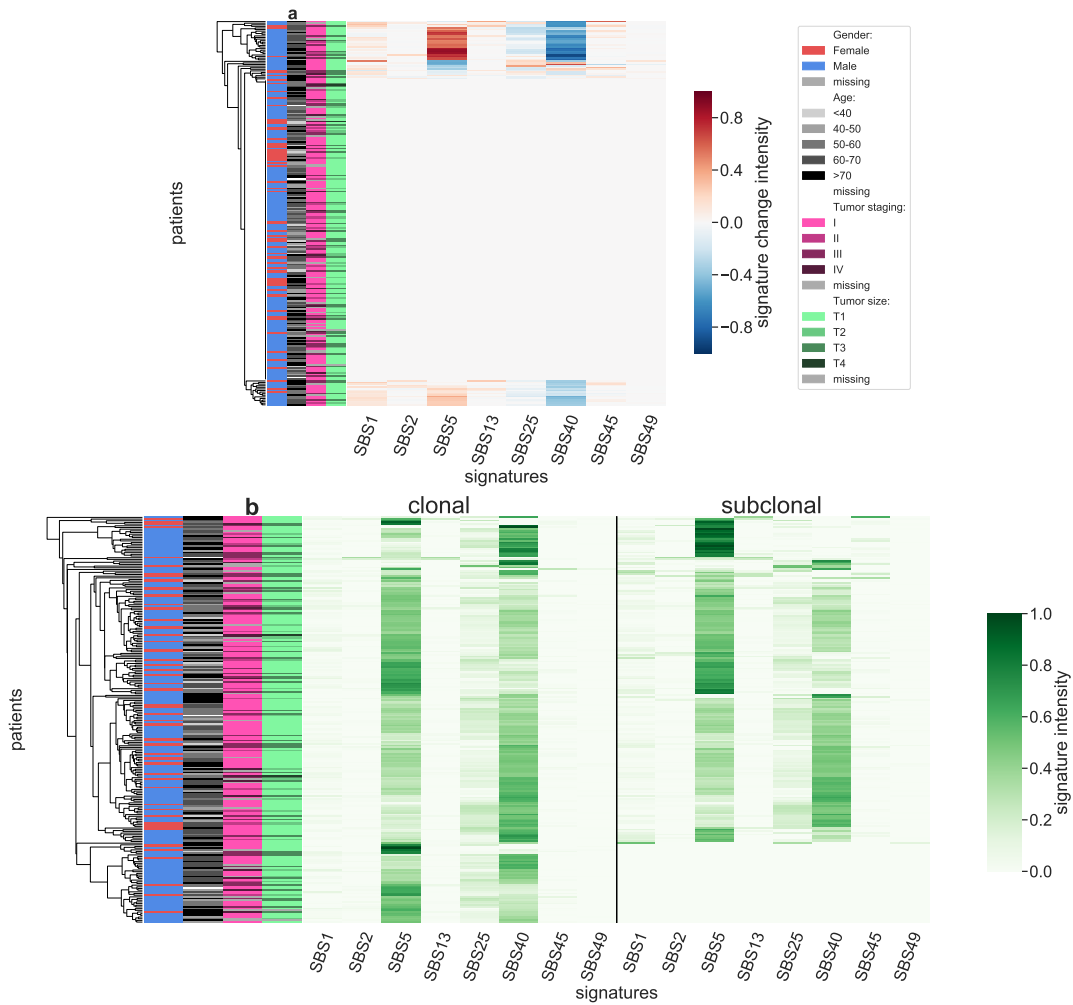 a
Gender:
Female
Male
missing
Age:
<40
40-50
50-60
60-70
>70
missing
Tumor staging:
I
II
III
IV
missing
Tumor size:
T1
T2
T3
T4
missing
patients
0.8
0.4
0.0
−0.4
−0.8
signature change intensity
SBS1
SBS2
SBS5
SBS13
SBS25
SBS40
SBS45
SBS49
signatures
b
clonal
subclonal
patients
1.0
0.8
0.6
0.4
0.2
0.0
signature intensity
SBS1
SBS2
SBS5
SBS13
SBS25
SBS40
SBS45
SBS49
SBS1
SBS2
SBS5
SBS13
SBS25
SBS40
SBS45
SBS49
signatures